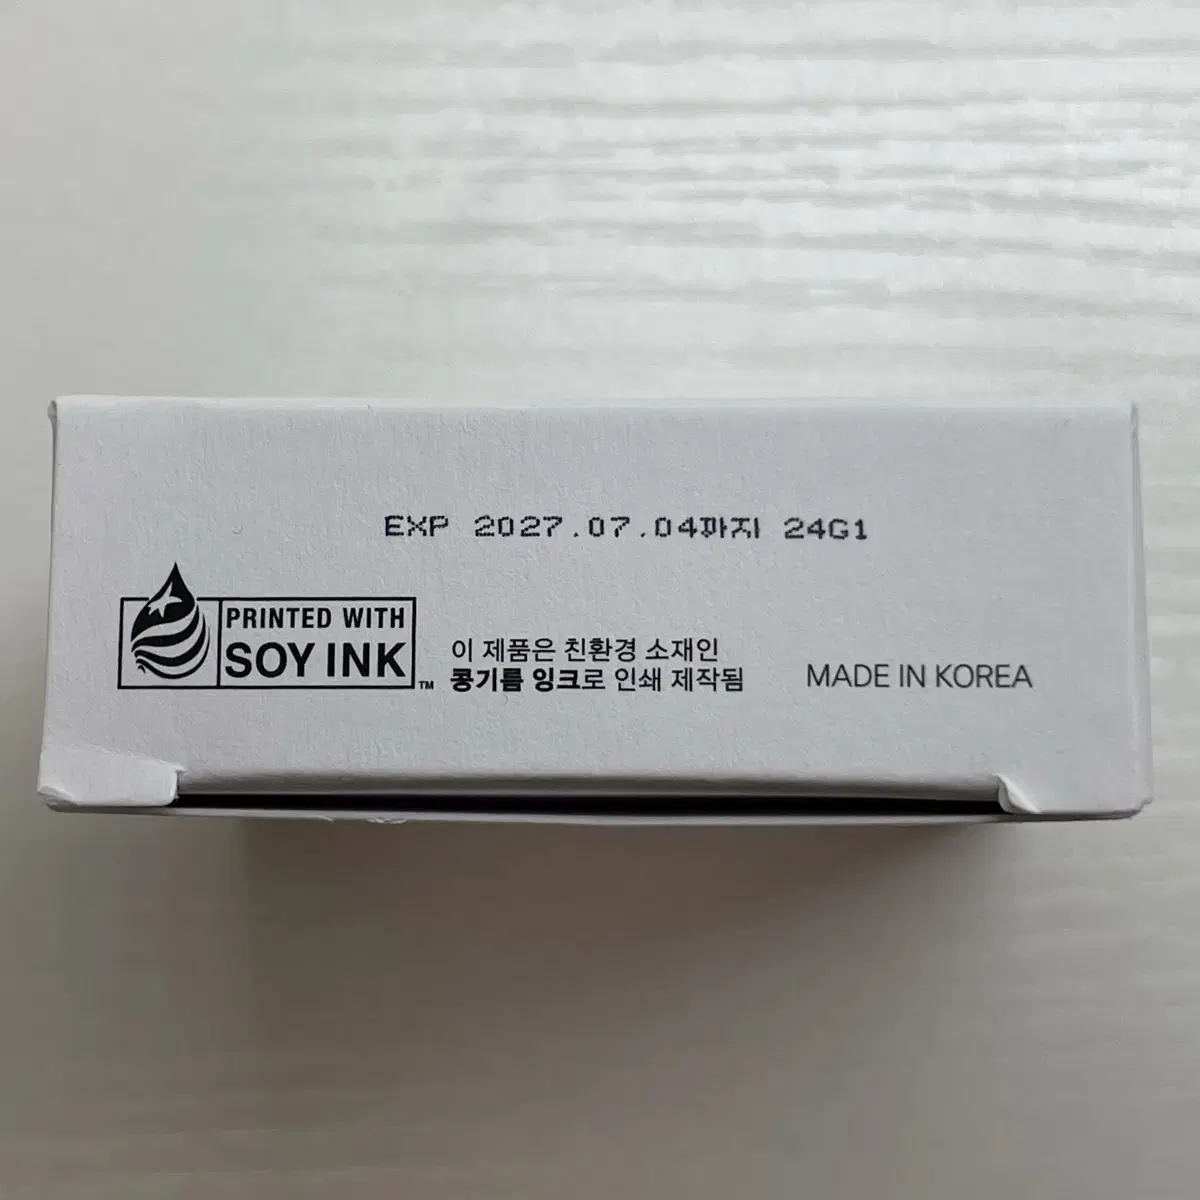 EXP 2027.07.04까지 24G1
PRINTED WITH
SOY INK
TM
이 제품은 친환경 소재인
콩기름 잉크로 인쇄 제작됨
MADE IN KOREA